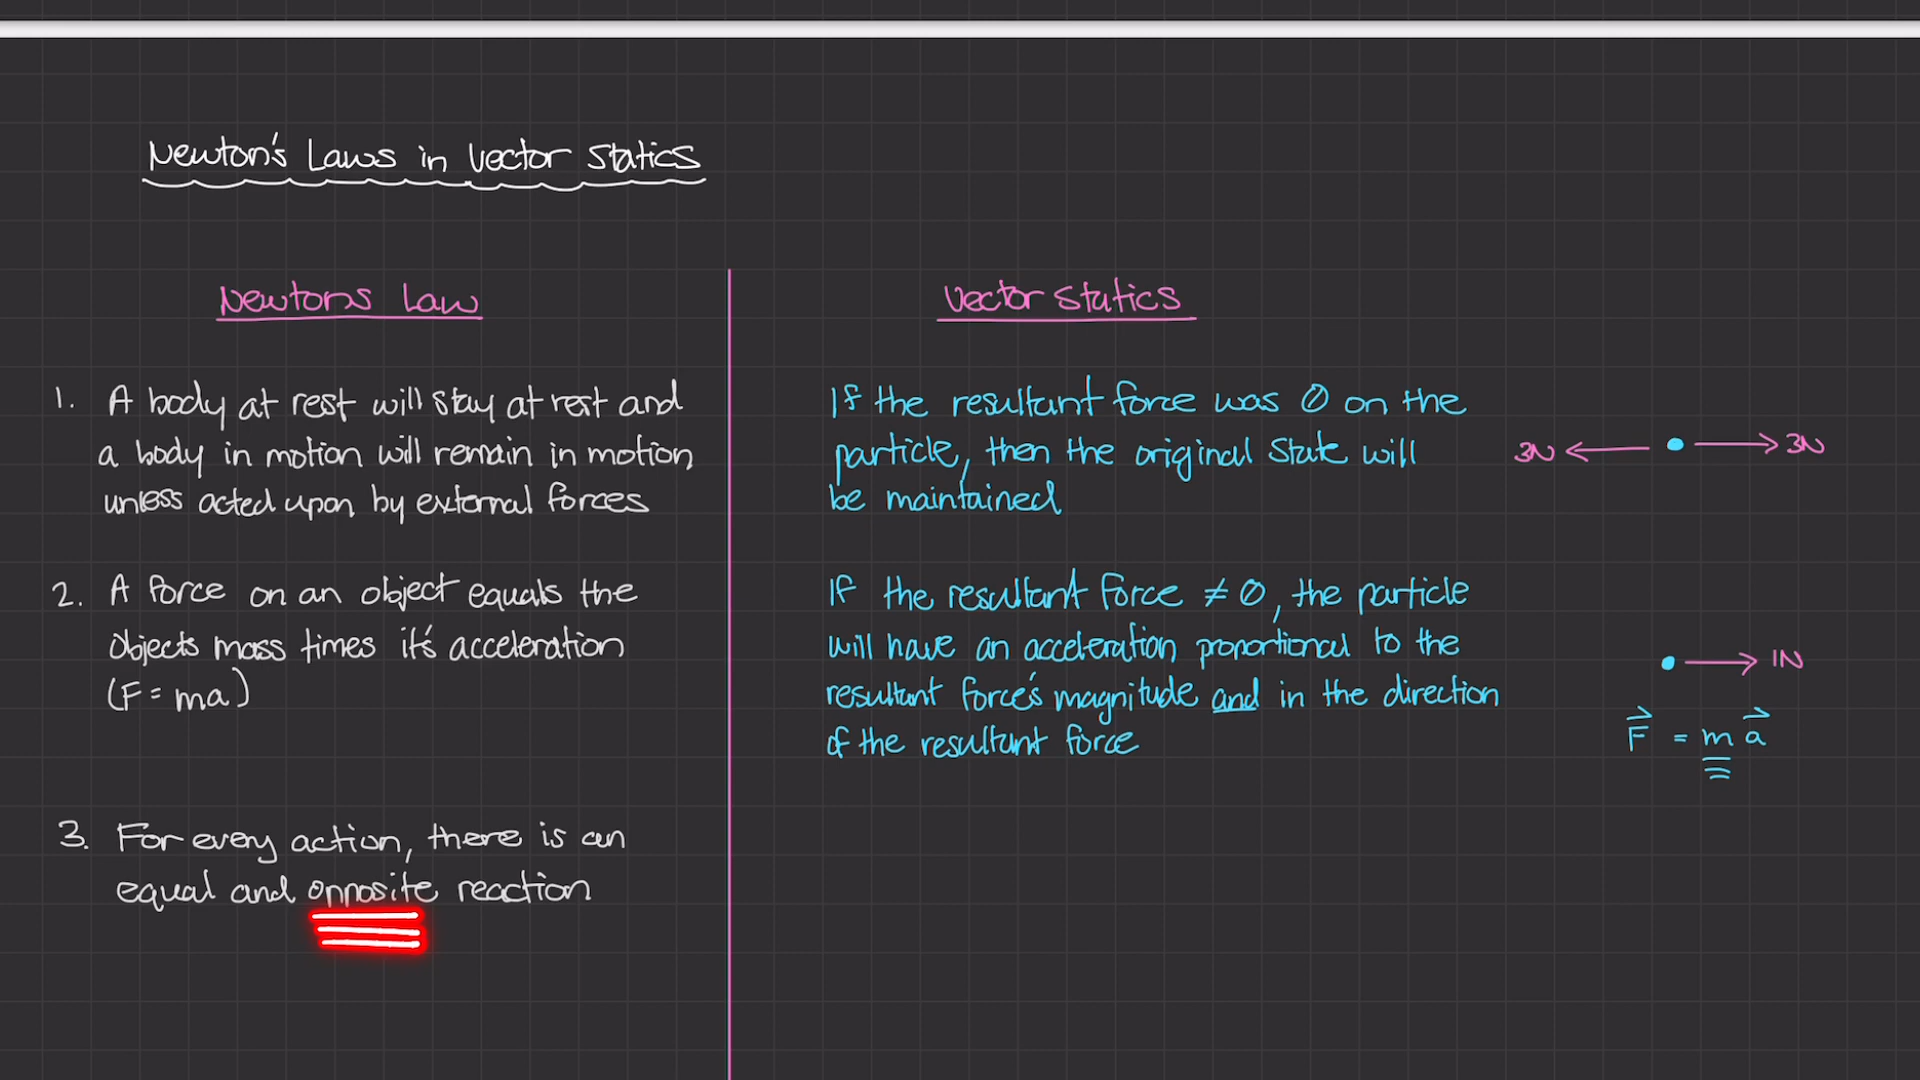 Newton's Laws in Vector Statics
Newtons Law
Vector Statics
1. A body at rest will stay at rest and
a body in motion will remain in motion,
unless acted upon by external forces
If the resultant force was 0 on the
particle, then the original state will
be maintained
3N
3N
2. A force on an object equals the
objects mass times it's acceleration
(F = ma)
If the resultant force ≠ 0, the particle
will have an acceleration proportional to the
resultant force's magnitude and in the direction
of the resultant force
1N
F⃗ = m a⃗
3. For every action, there is an
equal and opposite reaction